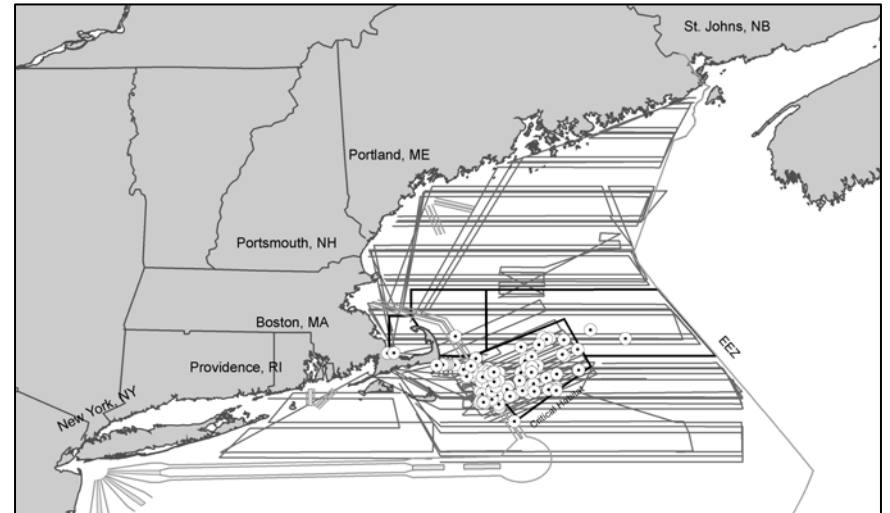 St. Johns, NB
Portland, ME
Portsmouth, NH
Boston, MA
Providence, RI
New York, NY
EEZ
Critical Habitat